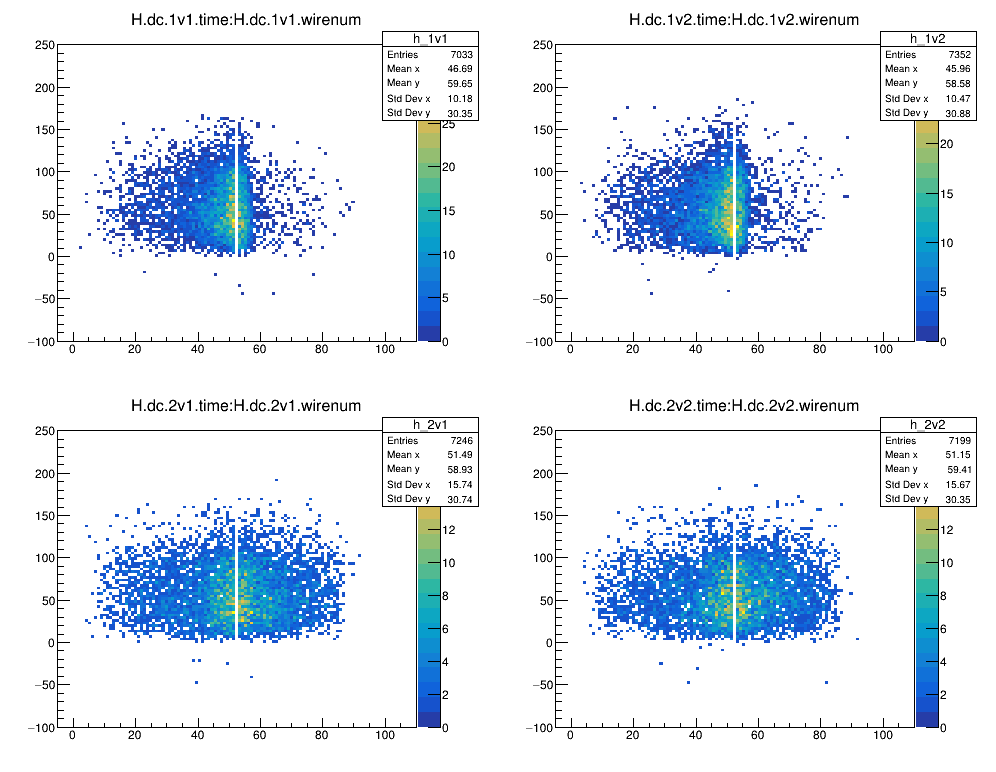 H.dc.1v1.time:H.dc.1v1.wirenum
h_1v1
Entries 7033
Mean x 46.69
Mean y 59.65
Std Dev x 10.18
Std Dev y 30.35
250
200
150
100
50
0
−50
−100
0 20 40 60 80 100
25
20
15
10
5
0
H.dc.1v2.time:H.dc.1v2.wirenum
h_1v2
Entries 7352
Mean x 45.96
Mean y 58.58
Std Dev x 10.47
Std Dev y 30.88
250
200
150
100
50
0
−50
−100
0 20 40 60 80 100
20
15
10
5
0
H.dc.2v1.time:H.dc.2v1.wirenum
h_2v1
Entries 7246
Mean x 51.49
Mean y 58.93
Std Dev x 15.74
Std Dev y 30.74
250
200
150
100
50
0
−50
−100
0 20 40 60 80 100
12
10
8
6
4
2
0
H.dc.2v2.time:H.dc.2v2.wirenum
h_2v2
Entries 7199
Mean x 51.15
Mean y 59.41
Std Dev x 15.67
Std Dev y 30.35
250
200
150
100
50
0
−50
−100
0 20 40 60 80 100
12
10
8
6
4
2
0